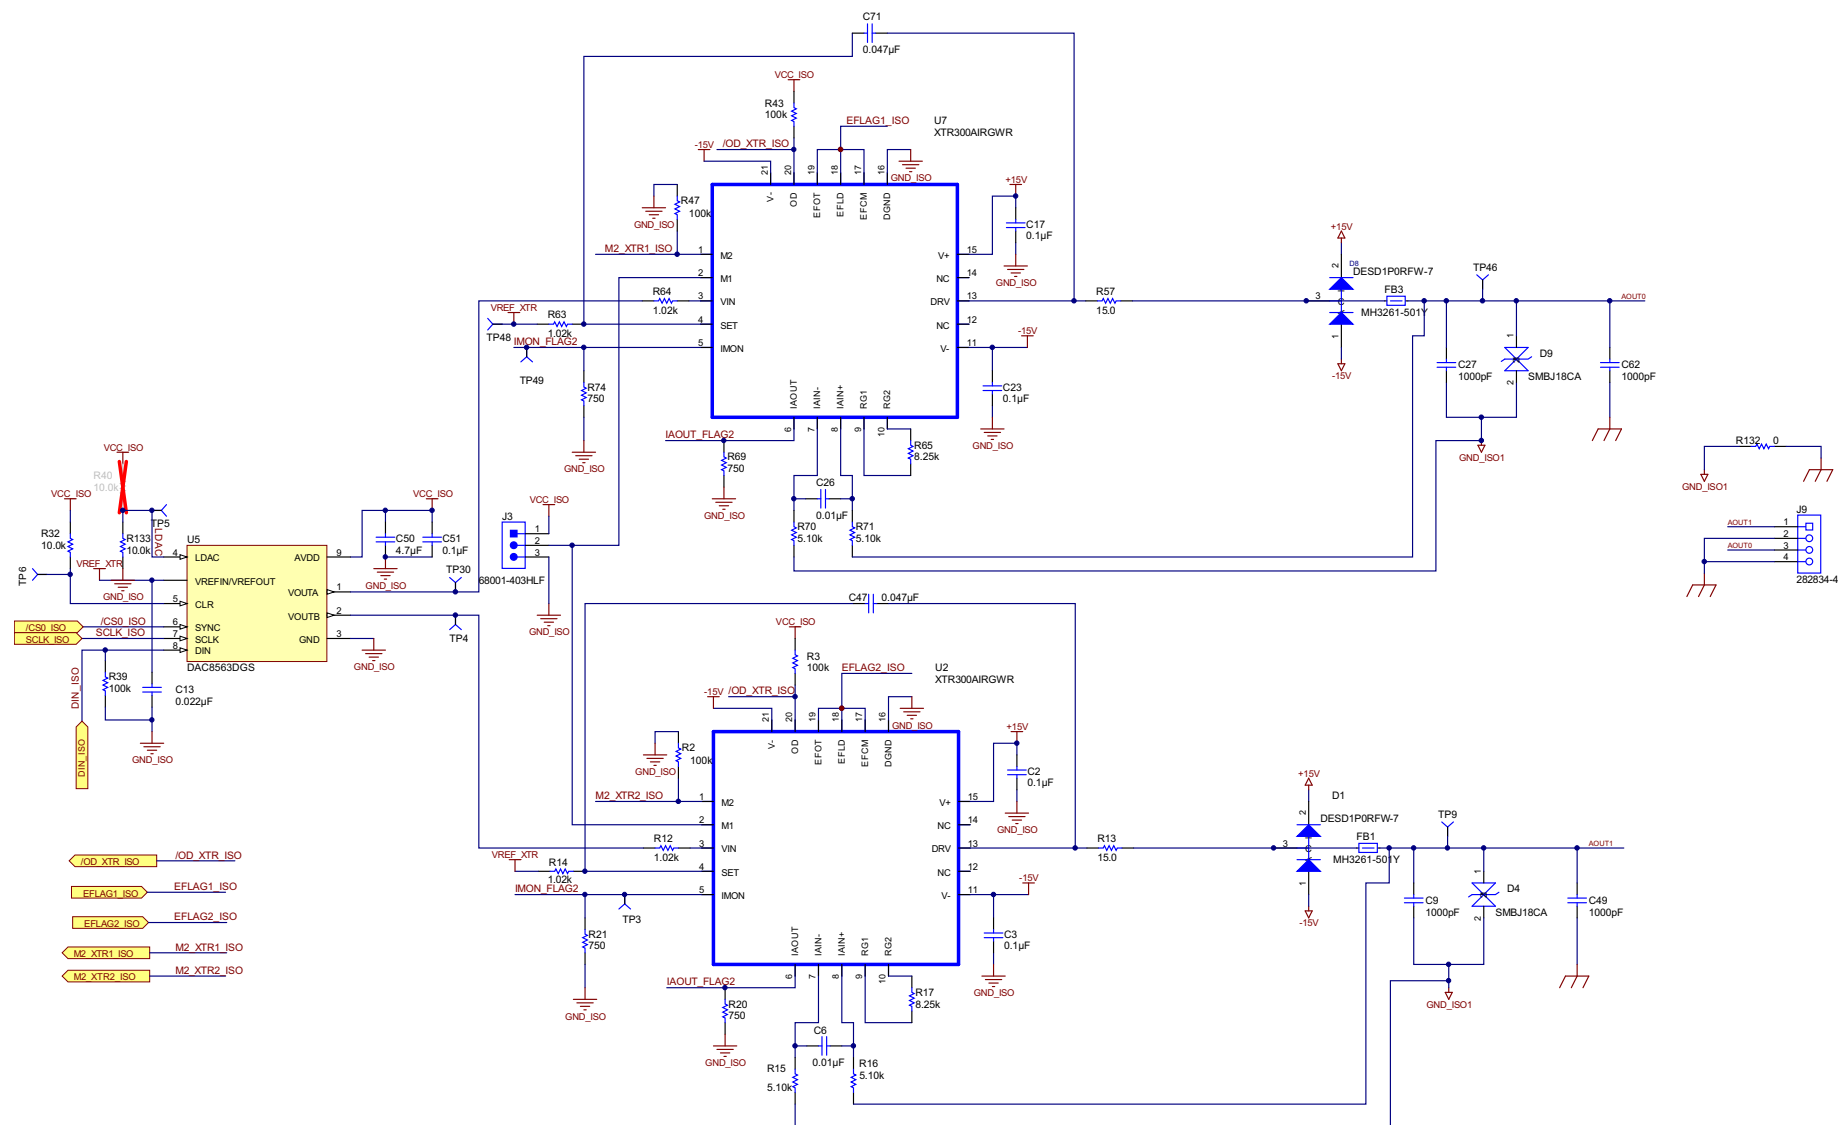 C71
0.047µF
VCC_ISO
R43
100k
EFLAG1_ISO
U7
XTR300AIRGWR
-15V
/OD_XTR_ISO
21
20
19
18
17
16
GND_ISO
V-
OD
EFOT
EFLD
EFCM
DGND
R47
100k
GND_ISO
M2_XTR1_ISO
1
M2
2
M1
R64
1.02k
3
VIN
VREF_XTR
R63
1.02k
TP48
4
SET
IMON_FLAG2
5
IMON
TP49
R74
750
GND_ISO
+15V
C17
0.1µF
GND_ISO
V+
15
NC
14
DRV
13
NC
12
V-
11
-15V
C23
0.1µF
GND_ISO
IAOUT
IAIN-
IAIN+
RG1
RG2
6
7
8
9
10
IAOUT_FLAG2
R69
750
GND_ISO
R65
8.25k
C26
0.01µF
R70
5.10k
R71
5.10k
R57
15.0
+15V
2
D8
DESD1P0RFW-7
3
C
FB3
MH3261-501Y
1
-15V
TP46
AOUT0
C27
1000pF
1
D9
SMBJ18CA
2
C62
1000pF
GND_ISO1
R132
0
GND_ISO1
J9
AOUT1
1
2
AOUT0
3
4
282834-4
VCC_ISO
R40
10.0k
VCC_ISO
TP5
LDAC
R32
10.0k
R133
10.0k
VREF_XTR
TP6
GND_ISO
U5
4
LDAC
VREFIN/VREFOUT
5
CLR
6
SYNC
7
SCLK
8
DIN
AVDD
9
VOUTA
1
VOUTB
2
GND
3
DAC8563DGS
/CS0_ISO
/CS0_ISO
SCLK_ISO
SCLK_ISO
DIN_ISO
DIN_ISO
R39
100k
C13
0.022µF
GND_ISO
VCC_ISO
C50
4.7µF
C51
0.1µF
GND_ISO
TP30
TP4
GND_ISO
VCC_ISO
J3
1
2
3
68001-403HLF
GND_ISO
C47
0.047µF
VCC_ISO
R3
100k
EFLAG2_ISO
U2
XTR300AIRGWR
-15V
/OD_XTR_ISO
21
20
19
18
17
16
GND_ISO
V-
OD
EFOT
EFLD
EFCM
DGND
R2
100k
GND_ISO
M2_XTR2_ISO
1
M2
2
M1
R12
1.02k
3
VIN
VREF_XTR
R14
1.02k
4
SET
IMON_FLAG2
5
IMON
TP3
R21
750
GND_ISO
+15V
C2
0.1µF
GND_ISO
V+
15
NC
14
DRV
13
NC
12
V-
11
-15V
C3
0.1µF
GND_ISO
IAOUT
IAIN-
IAIN+
RG1
RG2
6
7
8
9
10
IAOUT_FLAG2
R20
750
GND_ISO
R17
8.25k
C6
0.01µF
R15
5.10k
R16
5.10k
R13
15.0
+15V
2
D1
DESD1P0RFW-7
3
C
FB1
MH3261-501Y
1
-15V
TP9
AOUT1
C9
1000pF
1
D4
SMBJ18CA
2
C49
1000pF
GND_ISO1
/OD_XTR_ISO
/OD_XTR_ISO
EFLAG1_ISO
EFLAG1_ISO
EFLAG2_ISO
EFLAG2_ISO
M2_XTR1_ISO
M2_XTR1_ISO
M2_XTR2_ISO
M2_XTR2_ISO